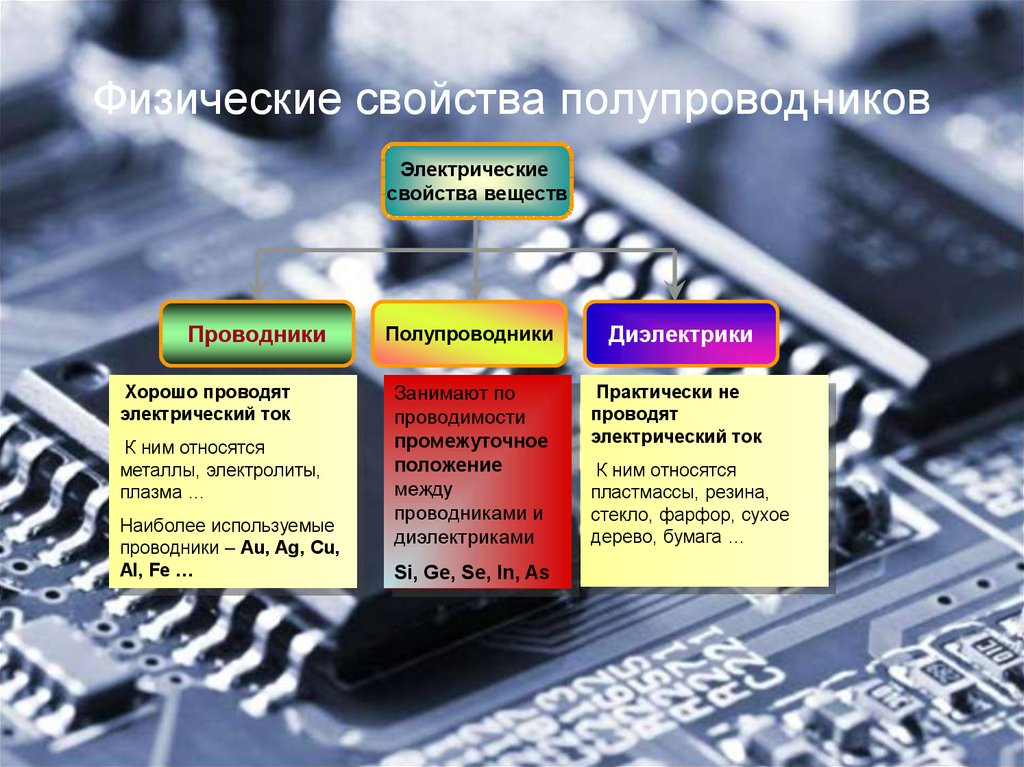 Физические свойства полупроводников
Электрические
свойства веществ
Проводники
Хорошо проводят
электрический ток
К ним относятся
металлы, электролиты,
плазма …
Наиболее используемые
проводники – Au, Ag, Cu,
Al, Fe …
Полупроводники
Занимают по
проводимости
промежуточное
положение
между
проводниками и
диэлектриками
Si, Ge, Se, In, As
Диэлектрики
Практически не
проводят
электрический ток
К ним относятся
пластмассы, резина,
стекло, фарфор, сухое
дерево, бумага …